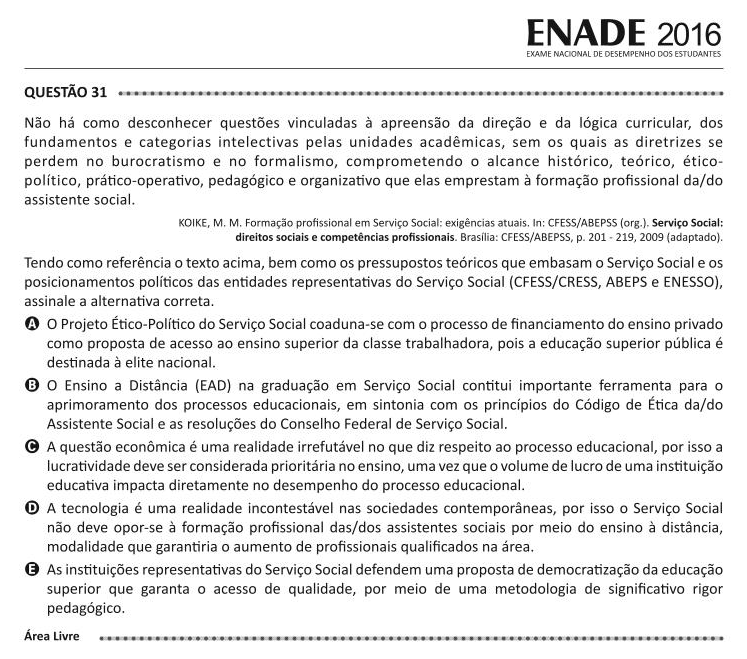 ENADE 2016
EXAME NACIONAL DE DESEMPENHO DOS ESTUDANTES
QUESTÃO 31
Não há como desconhecer questões vinculadas à apreensão da direção e da lógica curricular, dos
fundamentos e categorias intelectivas pelas unidades acadêmicas, sem os quais as diretrizes se
perdem no burocratismo e no formalismo, comprometendo o alcance histórico, teórico, ético-
político, prático-operativo, pedagógico e organizativo que elas emprestam à formação profissional da/do
assistente social.
KOIKE, M. M. Formação profissional em Serviço Social: exigências atuais. In: CFESS/ABEPSS (org.). Serviço Social:
direitos sociais e competências profissionais. Brasília: CFESS/ABEPSS, p. 201 - 219, 2009 (adaptado).
Tendo como referência o texto acima, bem como os pressupostos teóricos que embasam o Serviço Social e os
posicionamentos políticos das entidades representativas do Serviço Social (CFESS/CRESS, ABEPS e ENESSO),
assinale a alternativa correta.
A O Projeto Ético-Político do Serviço Social coaduna-se com o processo de financiamento do ensino privado
como proposta de acesso ao ensino superior da classe trabalhadora, pois a educação superior pública é
destinada à elite nacional.
B O Ensino a Distância (EAD) na graduação em Serviço Social contitui importante ferramenta para o
aprimoramento dos processos educacionais, em sintonia com os princípios do Código de Ética da/do
Assistente Social e as resoluções do Conselho Federal de Serviço Social.
C A questão econômica é uma realidade irrefutável no que diz respeito ao processo educacional, por isso a
lucratividade deve ser considerada prioritária no ensino, uma vez que o volume de lucro de uma instituição
educativa impacta diretamente no desempenho do processo educacional.
D A tecnologia é uma realidade incontestável nas sociedades contemporâneas, por isso o Serviço Social
não deve opor-se à formação profissional das/dos assistentes sociais por meio do ensino à distância,
modalidade que garantiria o aumento de profissionais qualificados na área.
E As instituições representativas do Serviço Social defendem uma proposta de democratização da educação
superior que garanta o acesso de qualidade, por meio de uma metodologia de significativo rigor
pedagógico.
Área Livre